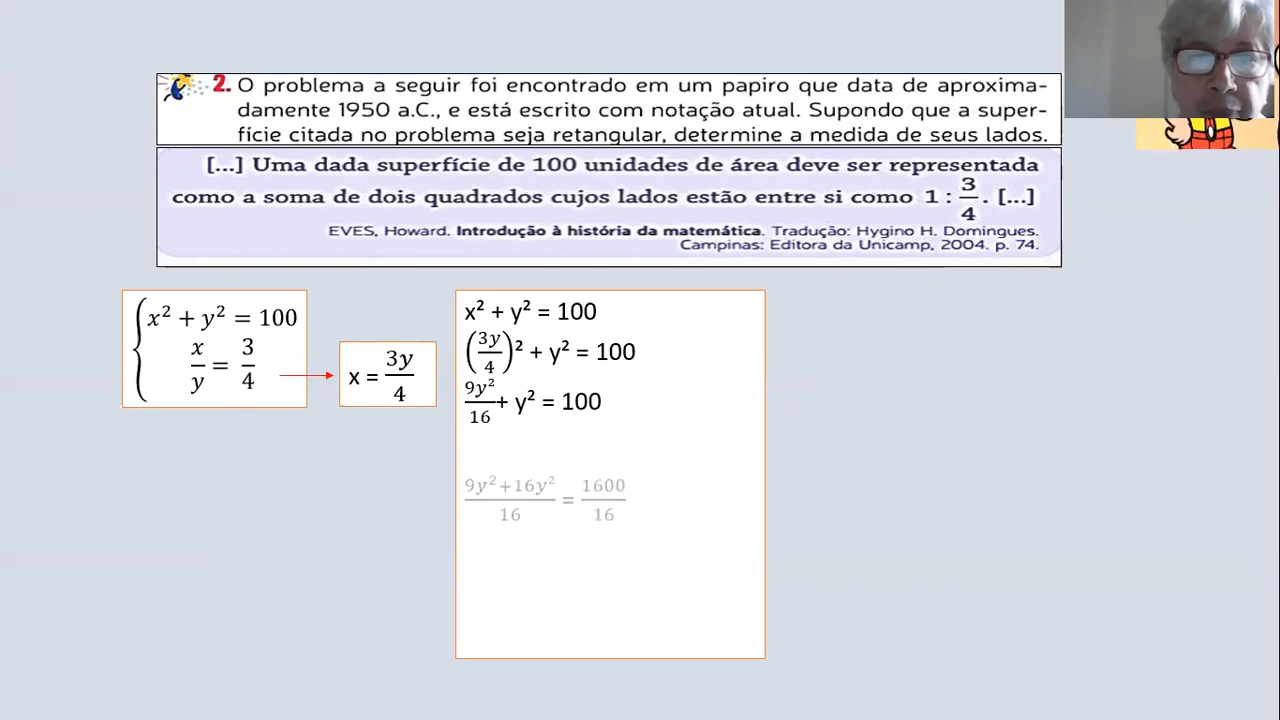 2. O problema a seguir foi encontrado em um papiro que data de aproxima-
damente 1950 a.C., e está escrito com notação atual. Supondo que a super-
fície citada no problema seja retangular, determine a medida de seus lados.
[...] Uma dada superfície de 100 unidades de área deve ser representada
como a soma de dois quadrados cujos lados estão entre si como 1 : 3/4. [...]
EVES, Howard. Introdução à história da matemática. Tradução: Hygino H. Domingues.
Campinas: Editora da Unicamp, 2004. p. 74.
x² + y² = 100
x/y = 3/4
x = 3y/4
x² + y² = 100
(3y/4)² + y² = 100
9y²/16 + y² = 100
9y²+16y²/16 = 1600/16